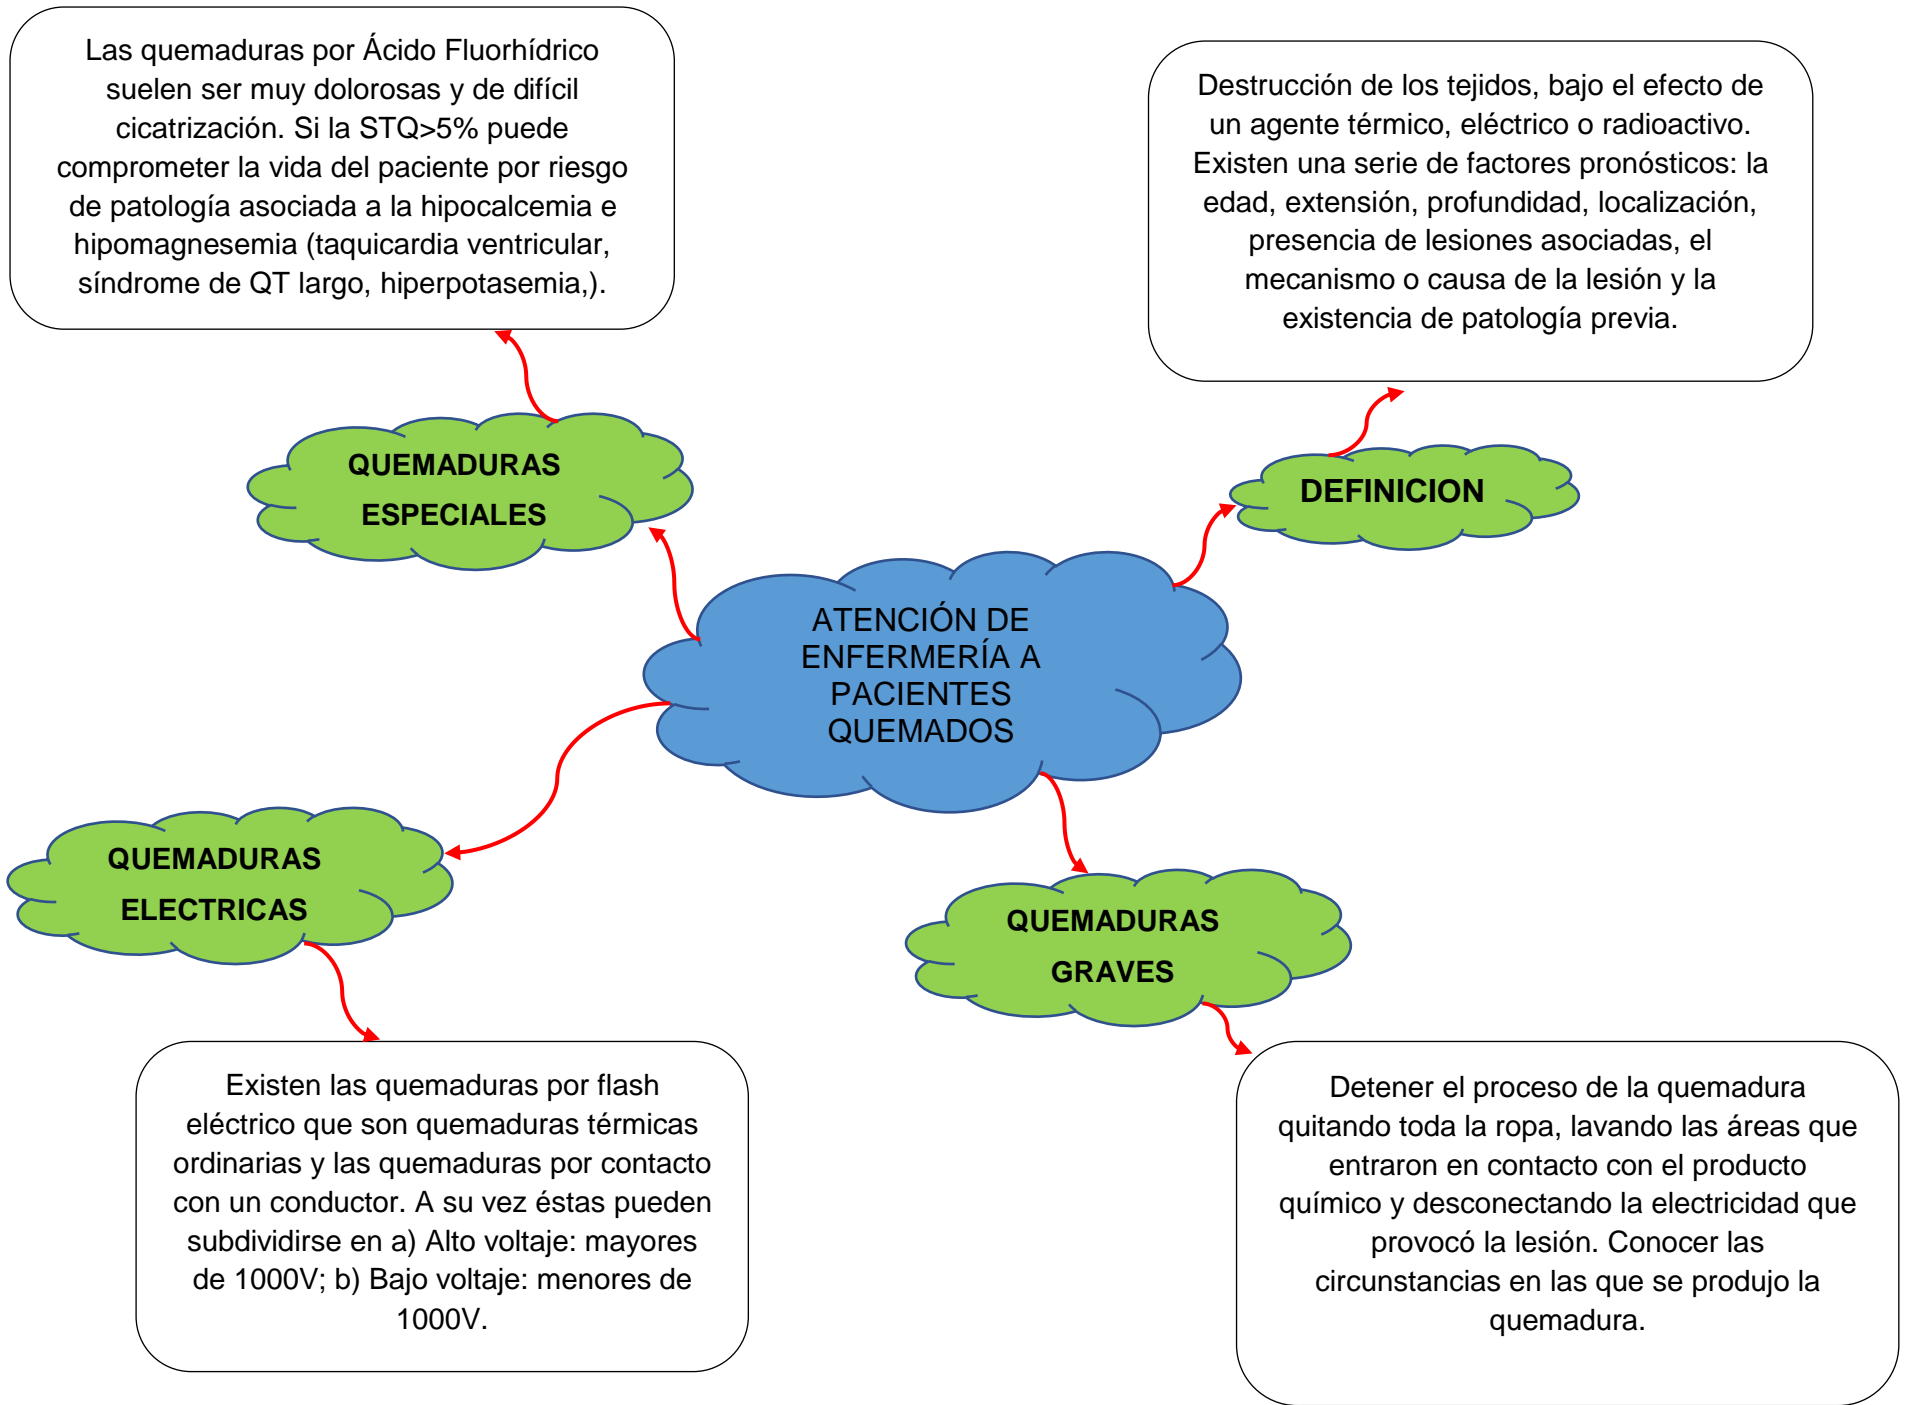 Las quemaduras por Ácido Fluorhídrico
suelen ser muy dolorosas y de difícil
cicatrización. Si la STQ>5% puede
comprometer la vida del paciente por riesgo
de patología asociada a la hipocalcemia e
hipomagnesemia (taquicardia ventricular,
síndrome de QT largo, hiperpotasemia,).
Destrucción de los tejidos, bajo el efecto de
un agente térmico, eléctrico o radioactivo.
Existen una serie de factores pronósticos: la
edad, extensión, profundidad, localización,
presencia de lesiones asociadas, el
mecanismo o causa de la lesión y la
existencia de patología previa.
QUEMADURAS
ESPECIALES
DEFINICION
ATENCIÓN DE
ENFERMERÍA A
PACIENTES
QUEMADOS
QUEMADURAS
ELECTRICAS
QUEMADURAS
GRAVES
Existen las quemaduras por flash
eléctrico que son quemaduras térmicas
ordinarias y las quemaduras por contacto
con un conductor. A su vez éstas pueden
subdividirse en a) Alto voltaje: mayores
de 1000V; b) Bajo voltaje: menores de
1000V.
Detener el proceso de la quemadura
quitando toda la ropa, lavando las áreas que
entraron en contacto con el producto
químico y desconectando la electricidad que
provocó la lesión. Conocer las
circunstancias en las que se produjo la
quemadura.